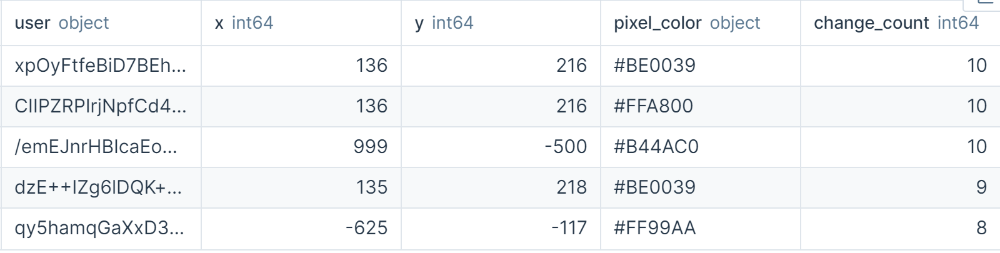 user object x int64 y int64 pixel_color object change_count int64
xpOyFtfeBiD7BEh... 136 216 #BE0039 10
CIIPZRPIrjNpfCd4... 136 216 #FFA800 10
/emEJnrHBIcaEo... 999 -500 #B44AC0 10
dzE++IZg6IDQK+... 135 218 #BE0039 9
qy5hamqGaXxD3... -625 -117 #FF99AA 8